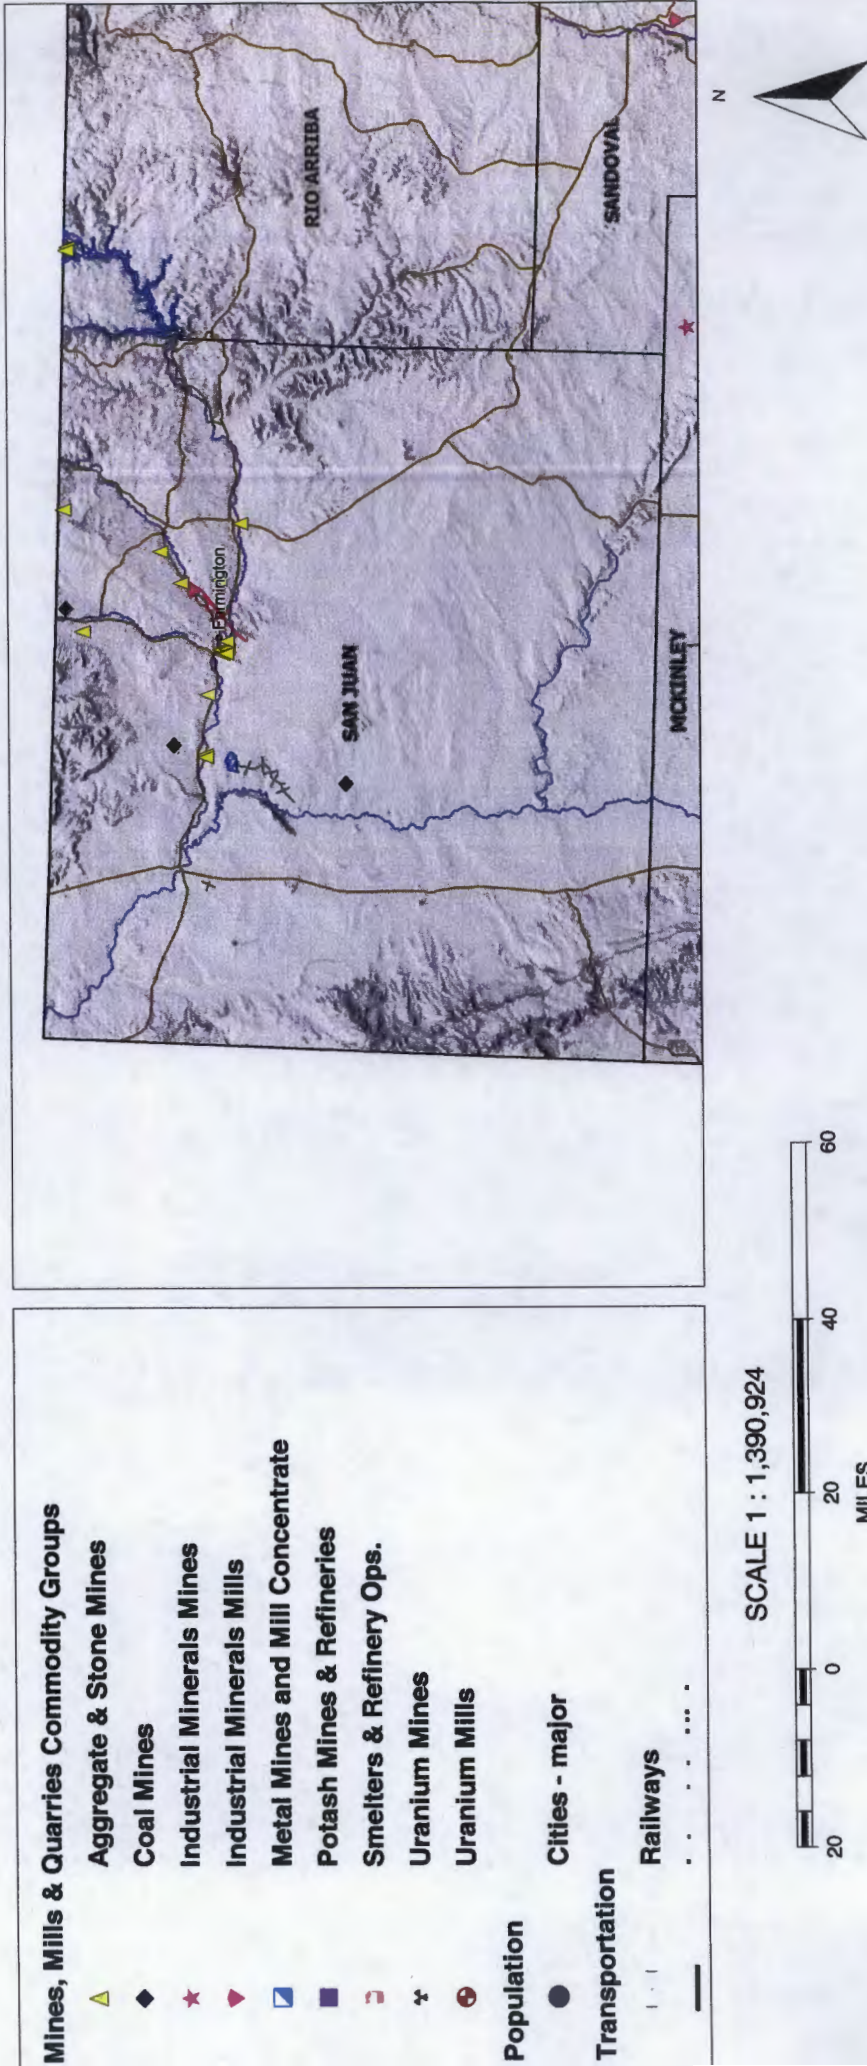 Mines, Mills & Quarries Commodity Groups
Aggregate & Stone Mines
Coal Mines
Industrial Minerals Mines
Industrial Minerals Mills
Metal Mines and Mill Concentrate
Potash Mines & Refineries
Smelters & Refinery Ops.
Uranium Mines
Uranium Mills
Population
Cities - major
Transportation
Railways
RIO ARRIBA
SANDOVAL
Farmington
SAN JUAN
MCKINLEY
N
SCALE 1 : 1,390,924
20 0 20 40 60
MILES